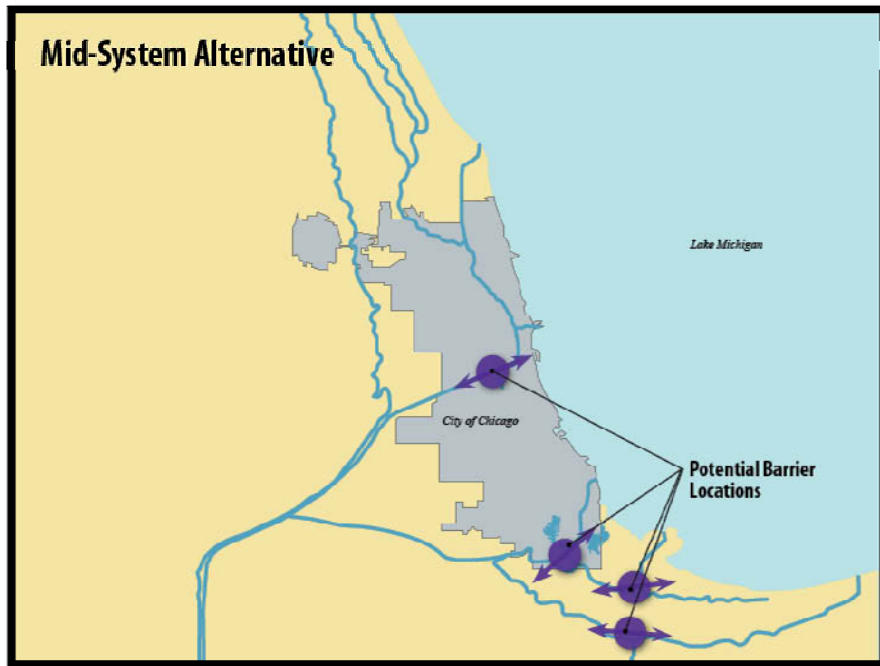 Mid-System Alternative
Lake Michigan
City of Chicago
Potential Barrier
Locations